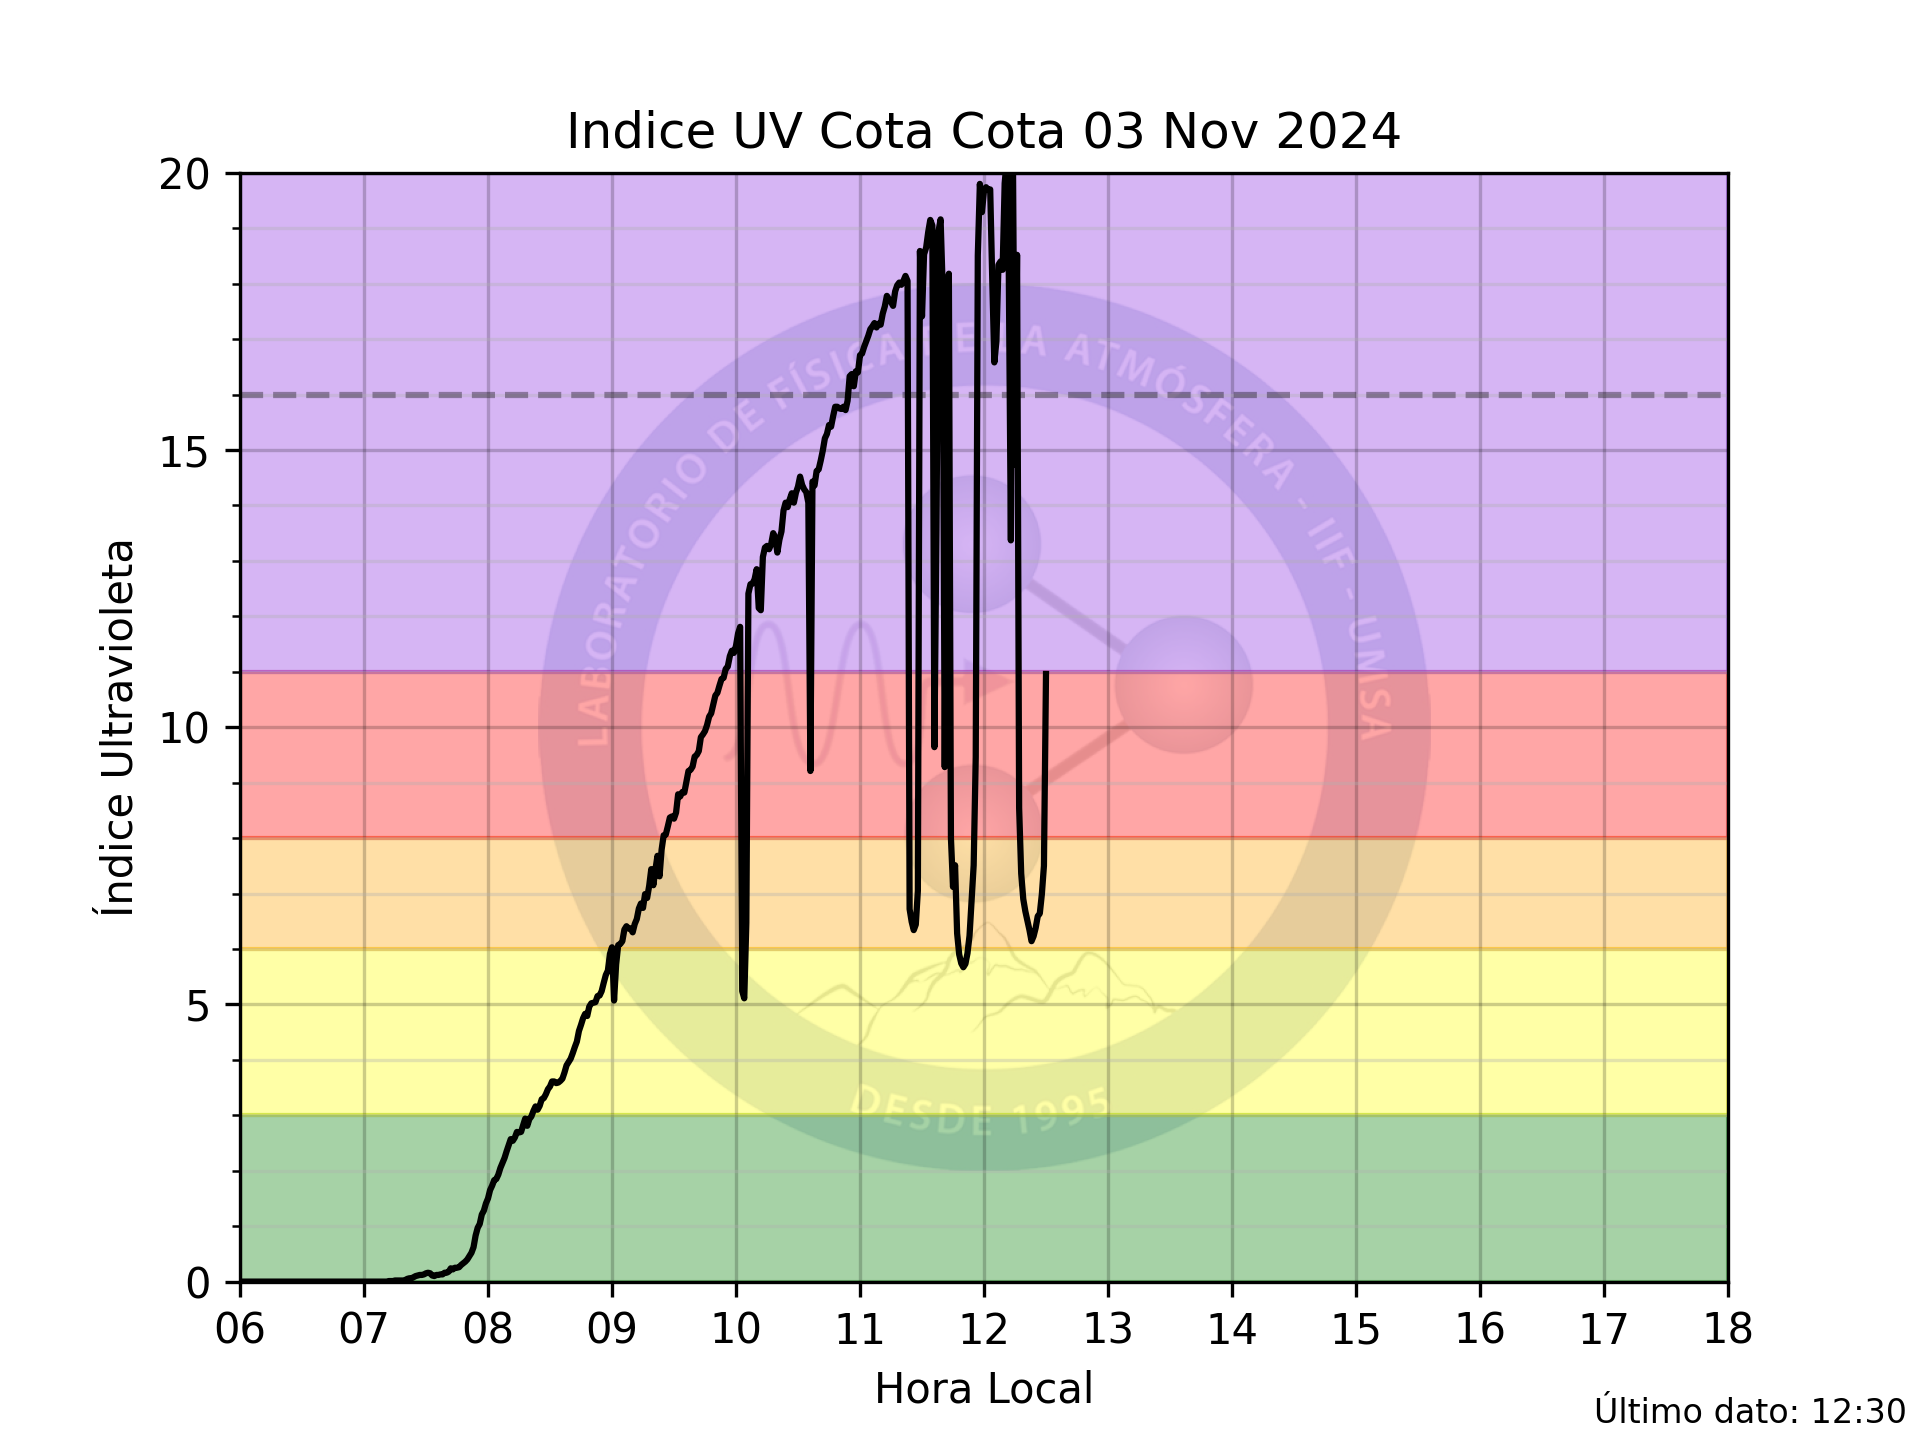 Indice UV Cota Cota 03 Nov 2024
20
15
10
5
0
Índice Ultravioleta
LABORATORIO DE FÍSICA DE LA ATMÓSFERA - IIF - UMSA
DESDE 1995
06 07 08 09 10 11 12 13 14 15 16 17 18
Hora Local
Último dato: 12:30